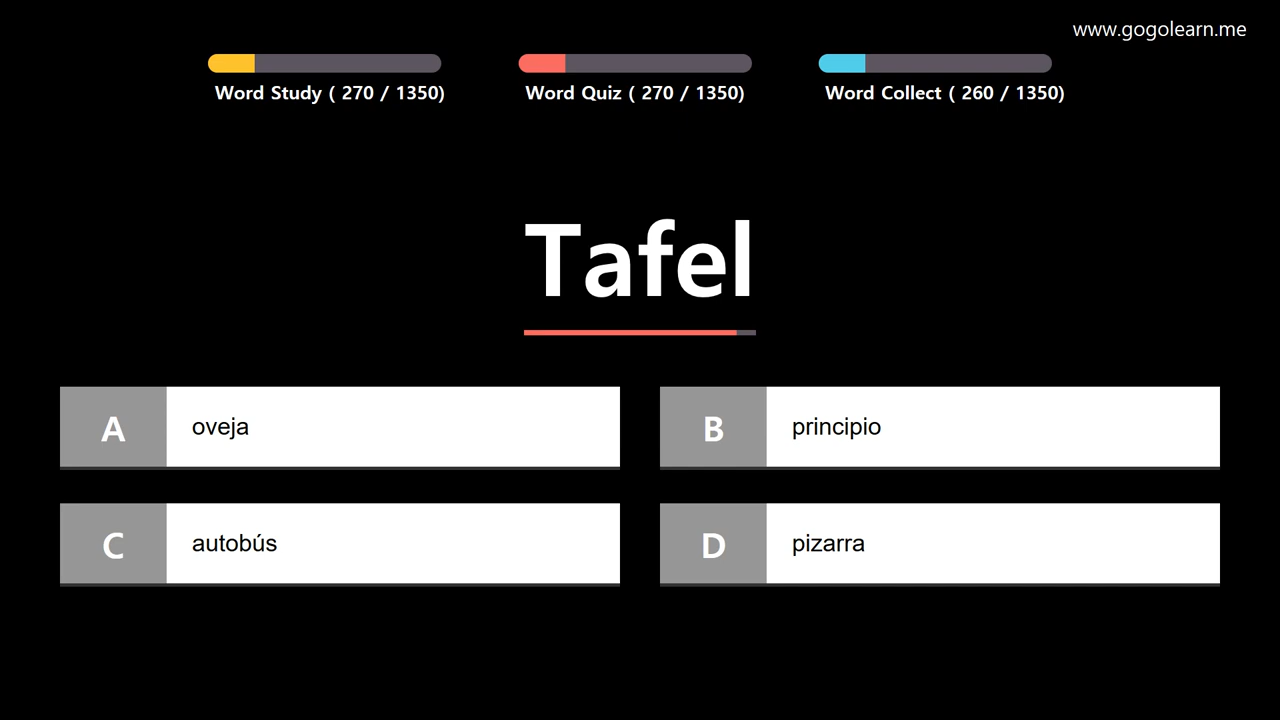 www.gogolearn.me
Word Study ( 270 / 1350)
Word Quiz ( 270 / 1350)
Word Collect ( 260 / 1350)
Tafel
A oveja
B principio
C autobús
D pizarra